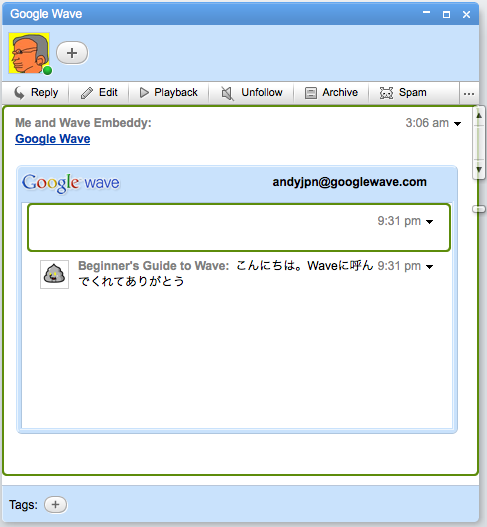 Google Wave
Reply Edit Playback Unfollow Archive Spam ...
Me and Wave Embeddy: 3:06 am
Google Wave
Google wave andyjpn@googlewave.com
9:31 pm
Beginner's Guide to Wave: こんにちは。Waveに呼ん 9:31 pm
でくれてありがとう
Tags: